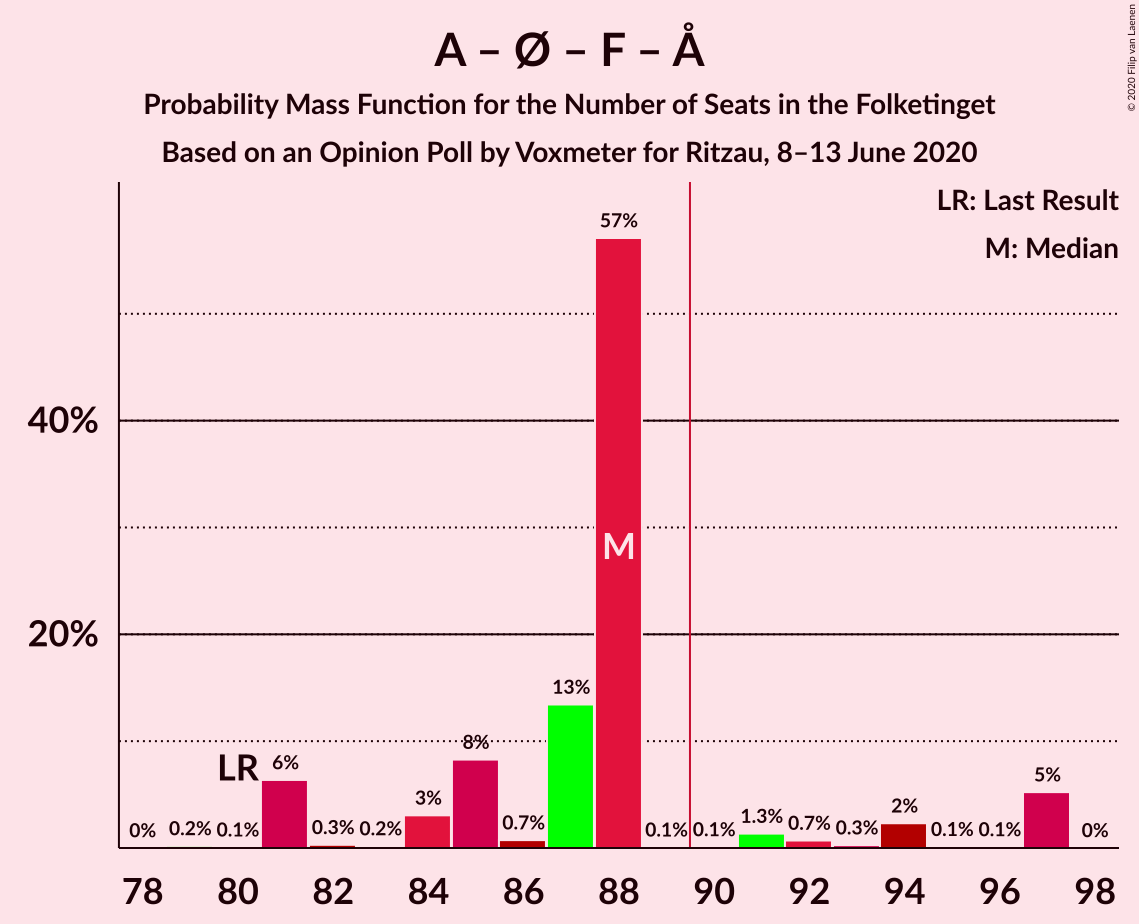 A – Ø – F – Å
Probability Mass Function for the Number of Seats in the Folketinget
Based on an Opinion Poll by Voxmeter for Ritzau, 8–13 June 2020
© 2020 Filip van Laenen
LR: Last Result
M: Median
57%
40%
M
20%
13%
8%
LR 6%
5%
3%
2%
0% 0.2% 0.1% 0.3% 0.2% 0.7% 0.1% 0.1% 1.3% 0.7% 0.3% 0.1% 0.1% 0%
78 80 82 84 86 88 90 92 94 96 98